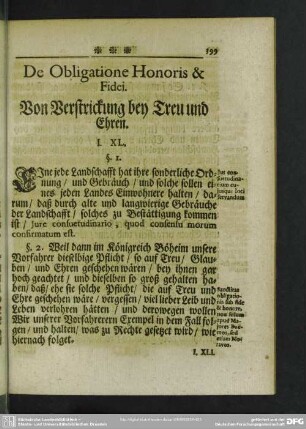 ❋ ❋ ❋ 199
De Obligatione Honoris &
Fidei.
Von Verstrickung bey Treu und
Ehren.
I. XL.
§. 1.
EIne jede Landschafft hat ihre sonderliche Ord-
nung / und Gebräuch / und solche sollen ei-
nes jeden Landes Einwohnere halten / da-
rum / daß durch alte und langwierige Gebräuche
der Landschafft / solches zu Bestättigung kommen
ist / Jure consuetudinario, quod consensu morum
confirmatum est.
§. 2. Weil dann im Königreich Böheim unsere
Vorfahrer dieselbige Pflicht / so auf Treu / Glau-
ben / und Ehren geschehen wären / bey ihnen gar
hoch geachtet / und dieselben so groß gehalten ha-
ben / daß / ehe sie solche Pflicht / die auf Treu und
Ehre geschehen wäre / vergessen / viel lieber Leib und
Leben verlohren hätten / und derowegen wollen
Wir unserer Vorfahreren Exempel in dem Fall fol-
gen / und halten / was zu Rechte gesetzt wird / wie
hiernach folget.
I. XLI.